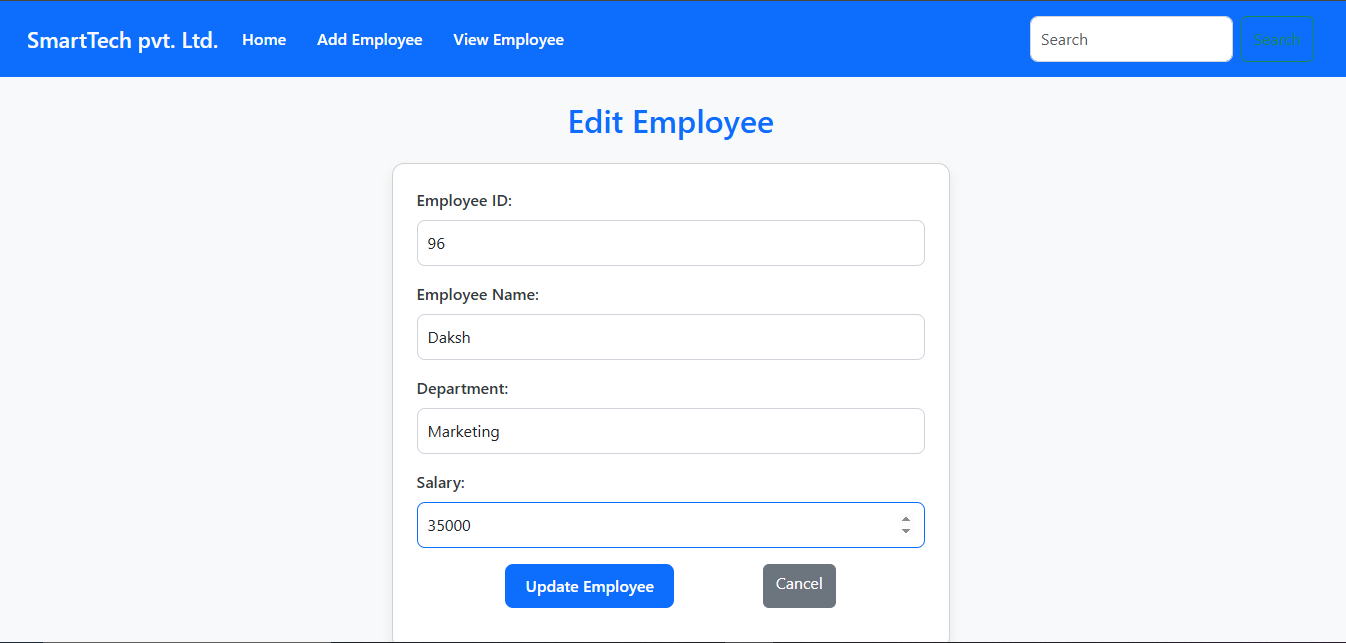 SmartTech pvt. Ltd. Home Add Employee View Employee Search Search
Edit Employee
Employee ID:
96
Employee Name:
Daksh
Department:
Marketing
Salary:
35000
Update Employee Cancel